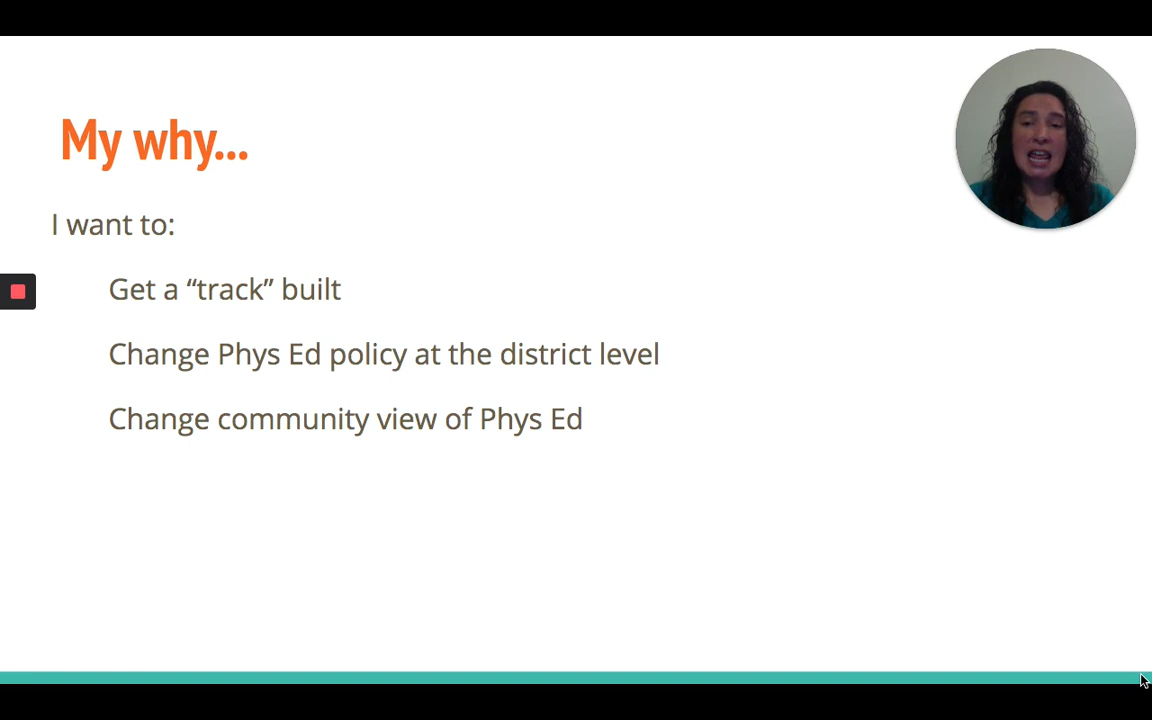 My why...
I want to:
Get a “track” built
Change Phys Ed policy at the district level
Change community view of Phys Ed